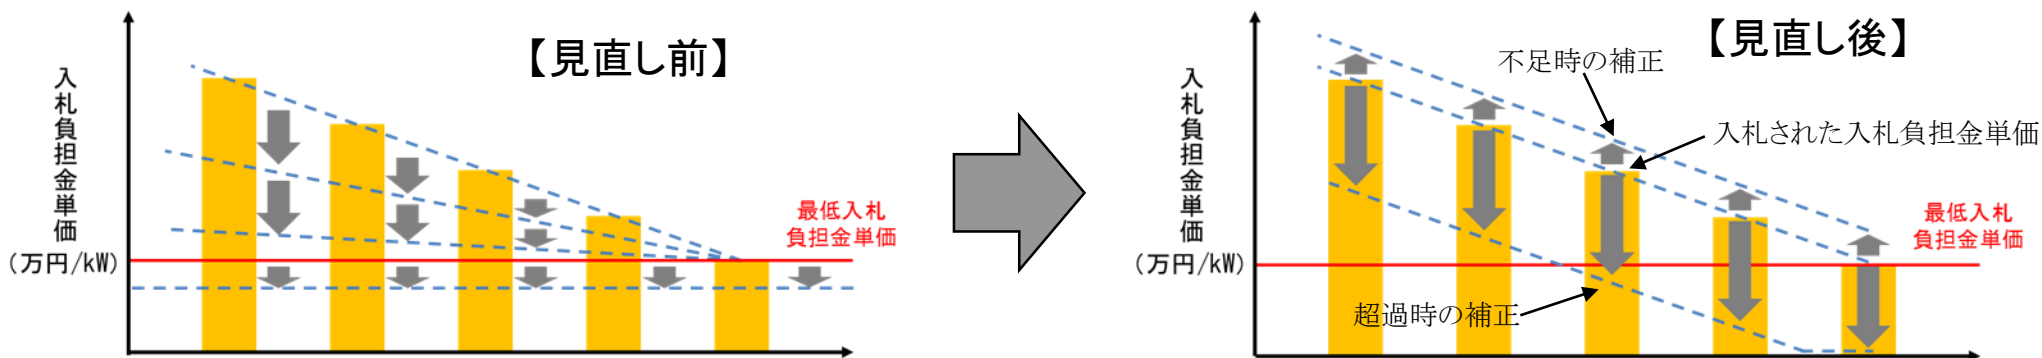 【見直し前】
入札負担金単価
(万円/kW)
最低入札
負担金単価
【見直し後】
入札負担金単価
(万円/kW)
不足時の補正
入札された入札負担金単価
最低入札
負担金単価
超過時の補正